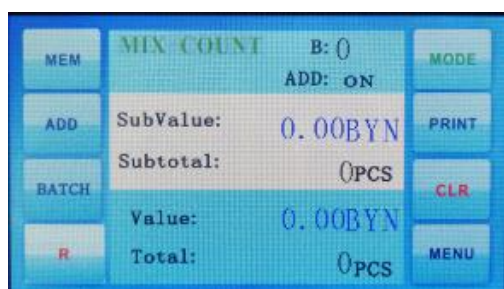 MEM
ADD
BATCH
R
MIX COUNT B: 0
ADD: ON
SubValue: 0.00BYN
Subtotal: 0PCS
Value: 0.00BYN
Total: 0PCS
MODE
PRINT
CLR
MENU